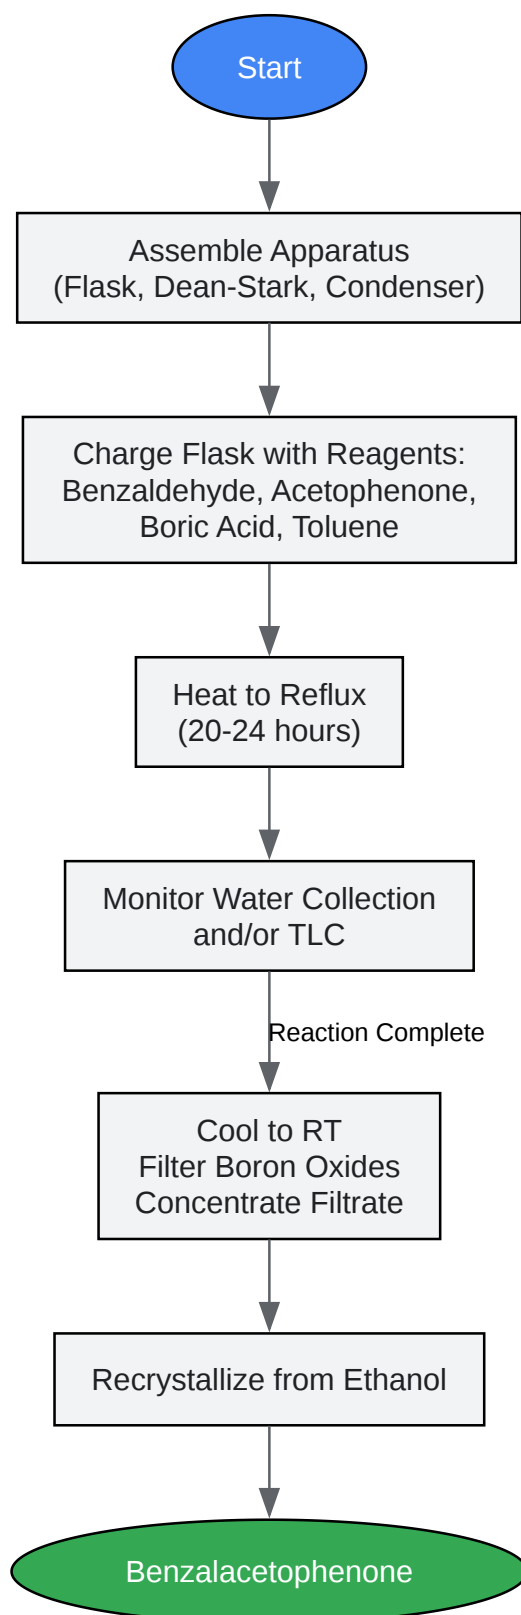 Start
Assemble Apparatus
(Flask, Dean-Stark, Condenser)
Charge Flask with Reagents:
Benzaldehyde, Acetophenone,
Boric Acid, Toluene
Heat to Reflux
(20-24 hours)
Monitor Water Collection
and/or TLC
Reaction Complete
Cool to RT
Filter Boron Oxides
Concentrate Filtrate
Recrystallize from Ethanol
Benzalacetophenone